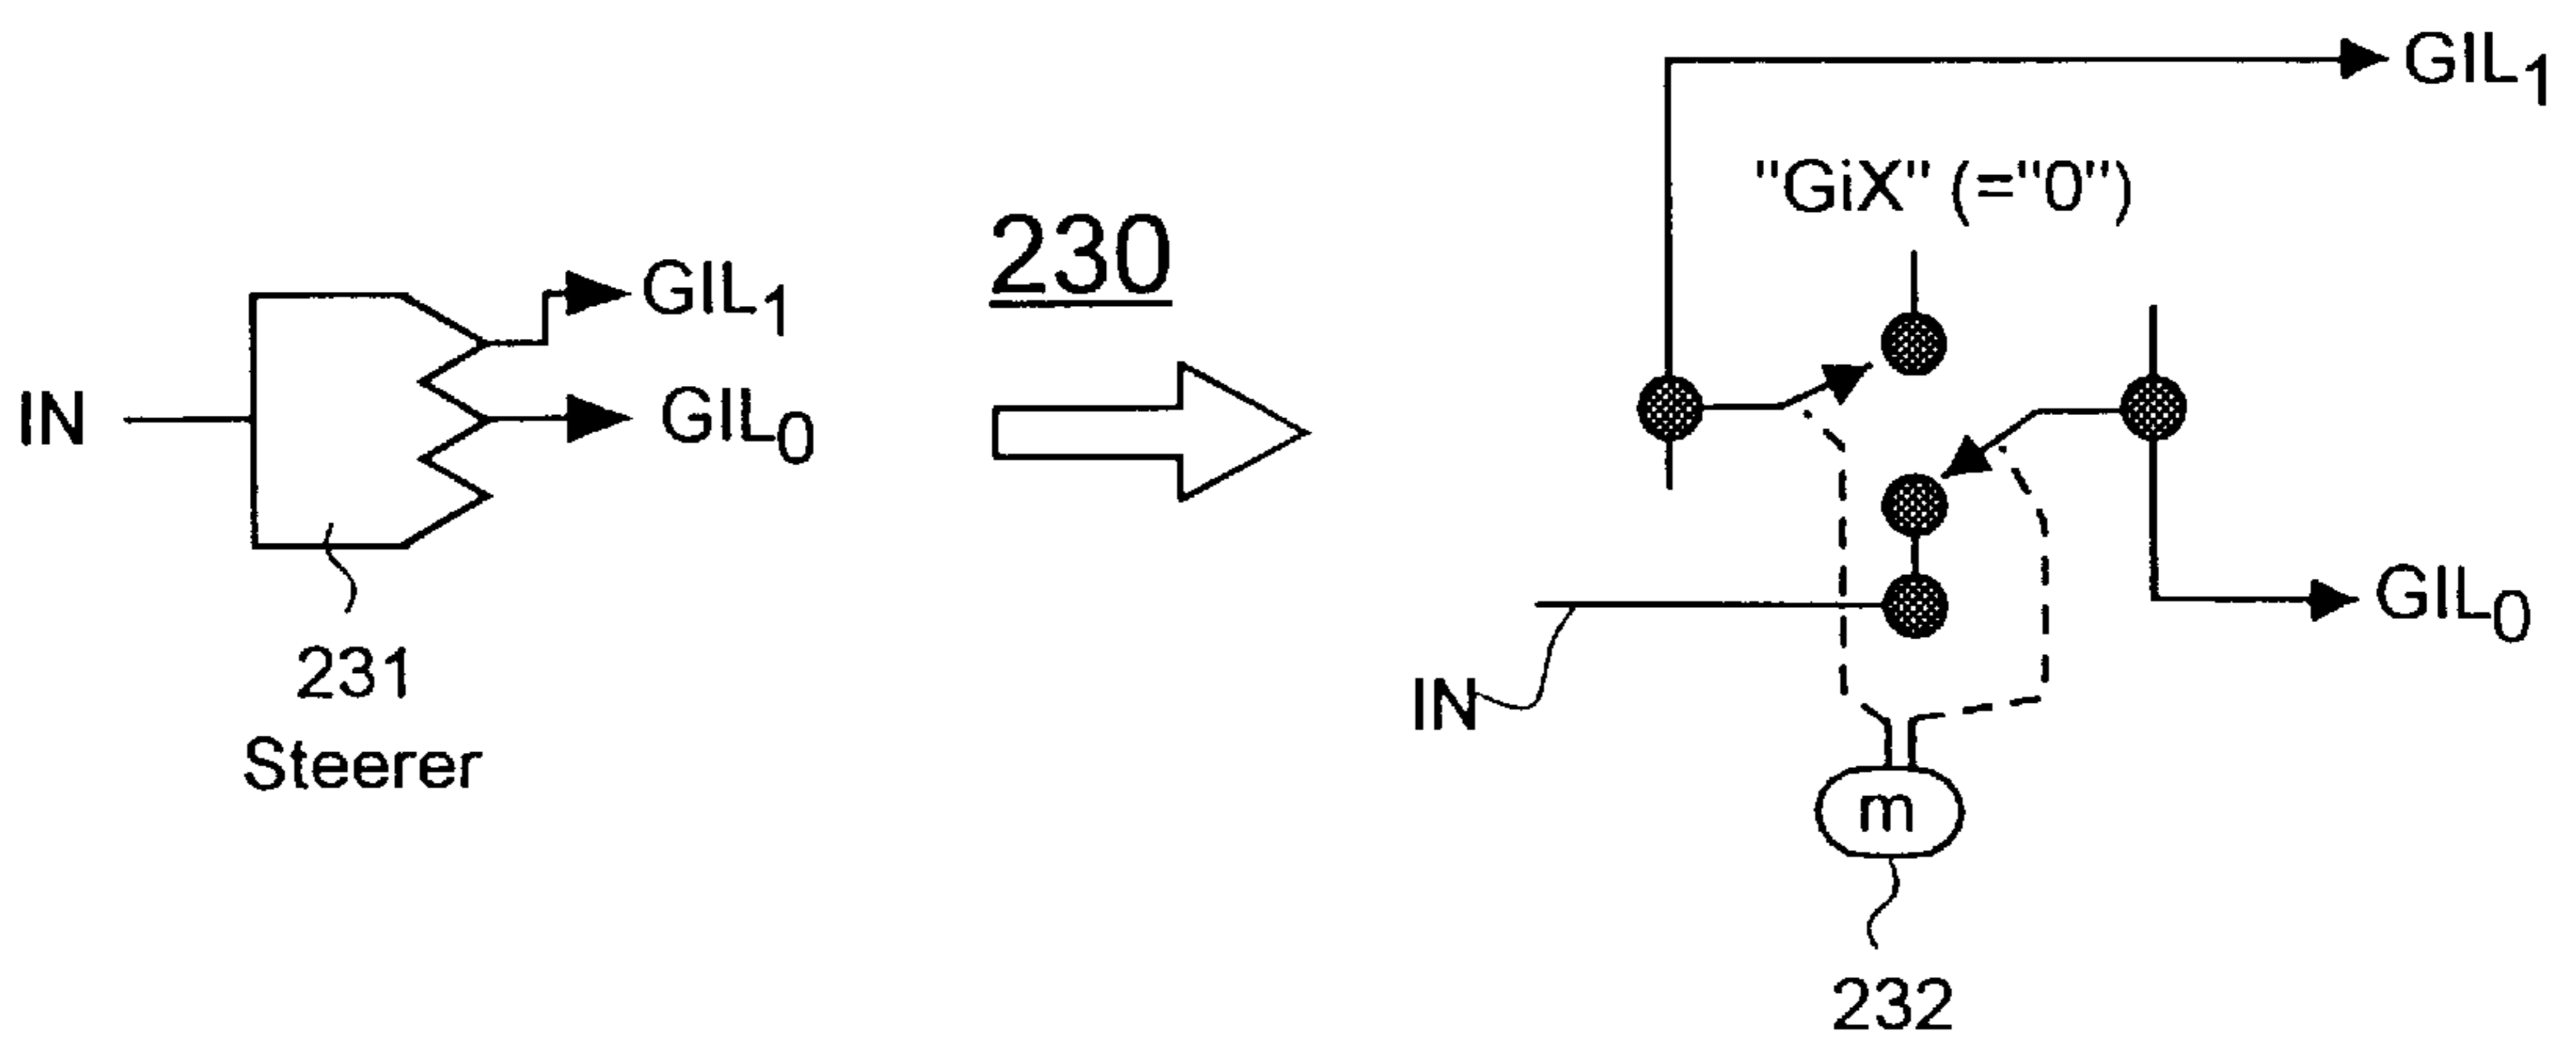 GIL1
"GiX" (="0")
230
GIL1
IN
GIL0
GIL0
231
Steerer
IN
m
232